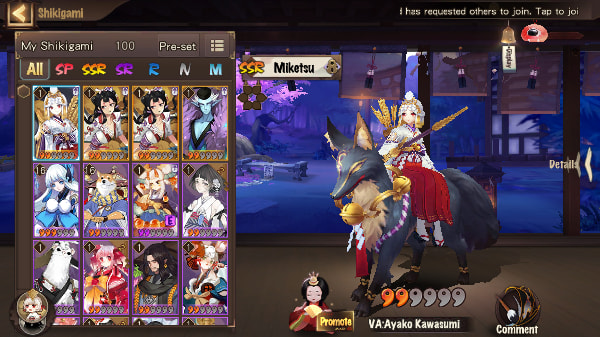 Shikigami
d has requested others to join. Tap to joi
My Shikigami 100 Pre-set
All SP SSR SR R N M
SSR Miketsu
Display
Details
Promote
VA:Ayako Kawasumi
Comment